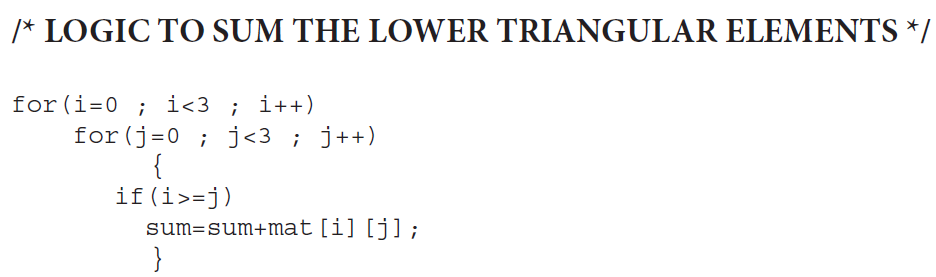 /* LOGIC TO SUM THE LOWER TRIANGULAR ELEMENTS */
for(i=0 ; i<3 ; i++)
for(j=0 ; j<3 ; j++)
{
if(i>=j)
sum=sum+mat[i][j];
}